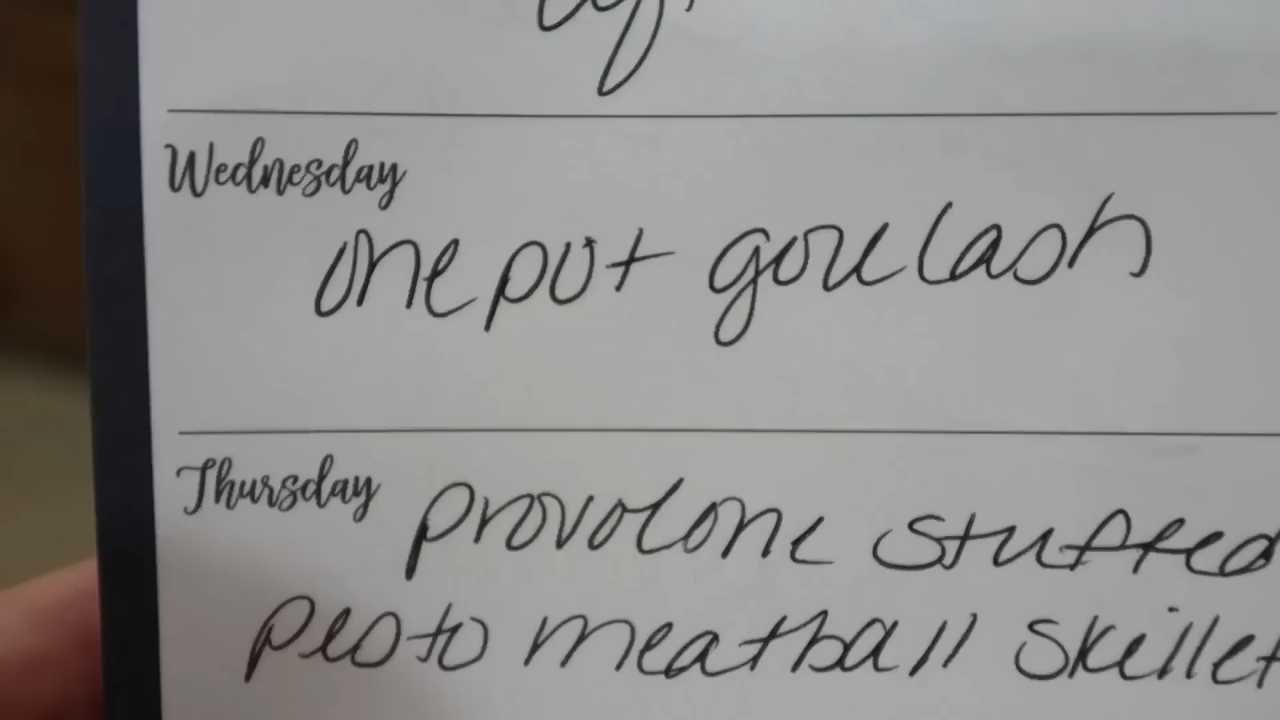 Wednesday
one pot goulash
Thursday provolone stuffed
pesto meatball skillet